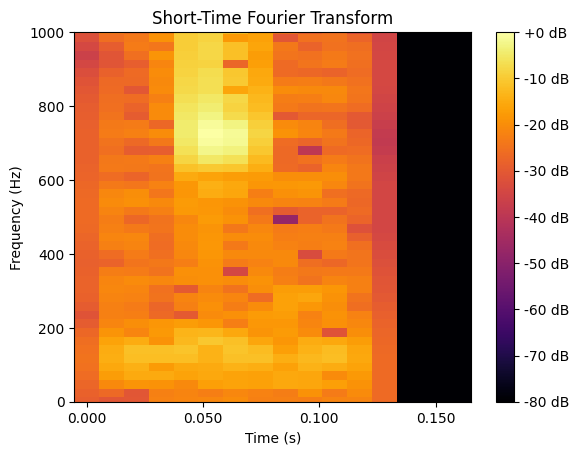 Short-Time Fourier Transform
1000
800
600
400
200
0
Frequency (Hz)
0.000
0.050
0.100
0.150
Time (s)
+0 dB
-10 dB
-20 dB
-30 dB
-40 dB
-50 dB
-60 dB
-70 dB
-80 dB